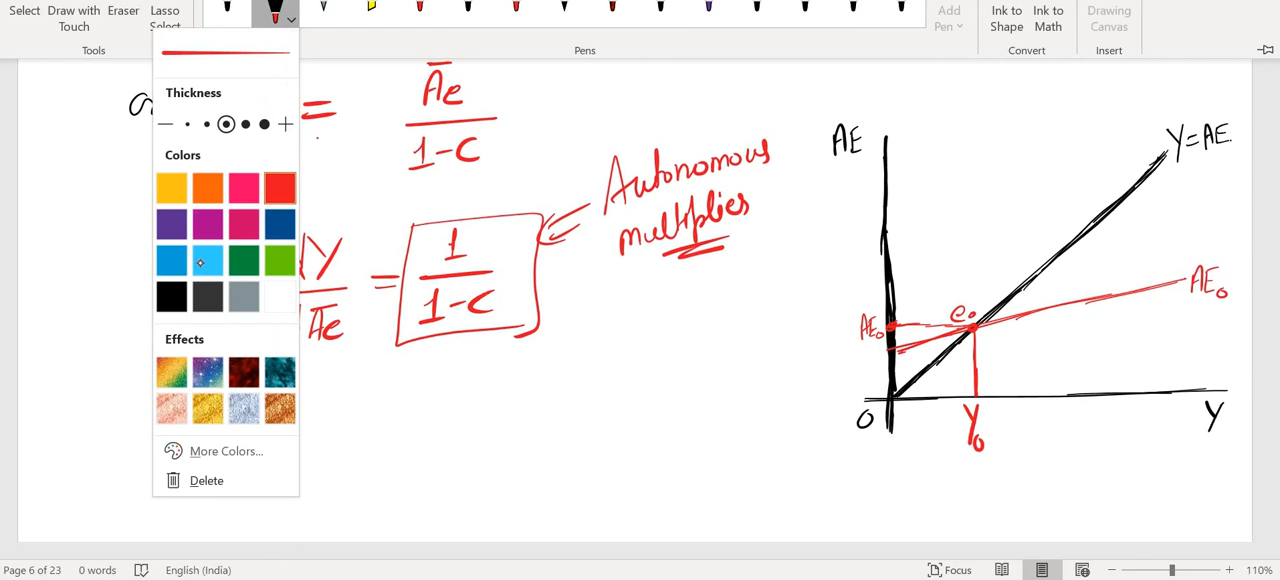 Select Draw with Touch Eraser Lasso Select
Add Pen
Ink to Shape
Ink to Math
Drawing Canvas
Tools
Pens
Convert
Insert
Thickness
Colors
Effects
More Colors...
Delete
= Ae / 1-C
Y / Ae = 1 / 1-C
Autonomous
multiplies
AE
Y=AE
AE₀
AE₀
e₀
O
Y₀
Y
Page 6 of 23
0 words
English (India)
Focus
110%